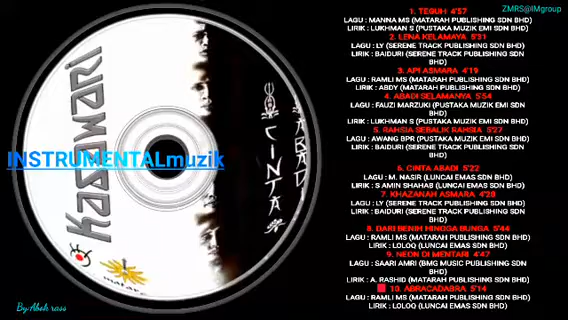 ZMRS@IMgroup
1. TEGUH 4'57
LAGU : MANNA MS (MATARAH PUBLISHING SDN BHD)
LIRIK : LUKHMAN S (PUSTAKA MUZIK EMI SDN BHD)
2. LENA KELAMAYA 5'31
LAGU : LY (SERENE TRACK PUBLISHING SDN BHD)
LIRIK : BAIDURI (SERENE TRACK PUBLISHING SDN
BHD)
3. API ASMARA 4'19
LAGU : RAMLI MS (MATARAH PUBLISHING SDN BHD)
LIRIK : ABDY (MATARAH PUBLISHING SDN BHD)
4. ABADI SELAMANYA 5'54
LAGU : FAUZI MARZUKI (PUSTAKA MUZIK EMI SDN
BHD)
LIRIK : LUKHMAN S (PUSTAKA MUZIK EMI SDN BHD)
5. RAHSIA SEBALIK RAHSIA 5'27
LAGU : AWANG BPR (PUSTAKA MUZIK EMI SDN BHD)
LIRIK : BAIDURI (SERENE TRACK PUBLISHING SDN
BHD)
6. CINTA ABADI 5'22
LAGU : M. NASIR (LUNCAI EMAS SDN BHD)
LIRIK : S AMIN SHAHAB (LUNCAI EMAS SDN BHD)
7. KHAZANAH ASMARA 4'28
LAGU : LY (SERENE TRACK PUBLISHING SDN BHD)
LIRIK : BAIDURI (SERENE TRACK PUBLISHING SDN
BHD)
8. DARI BENIH HINGGA BUNGA 5'44
LAGU : RAMLI MS (MATARAH PUBLISHING SDN BHD)
LIRIK : LOLOQ (LUNCAI EMAS SDN BHD)
9. NEON DI MENTARI 4'47
LAGU : SAARI AMRI (BMG MUSIC PUBLISHING SDN
BHD)
LIRIK : A. RASHID (MATARAH PUBLISHING SDN BHD)
10. ABRACADABRA 5'14
LAGU : RAMLI MS (MATARAH PUBLISHING SDN BHD)
LIRIK : LOLOQ (LUNCAI EMAS SDN BHD)
Kasawari
CINTA
ABADI
INSTRUMENTALmuzik